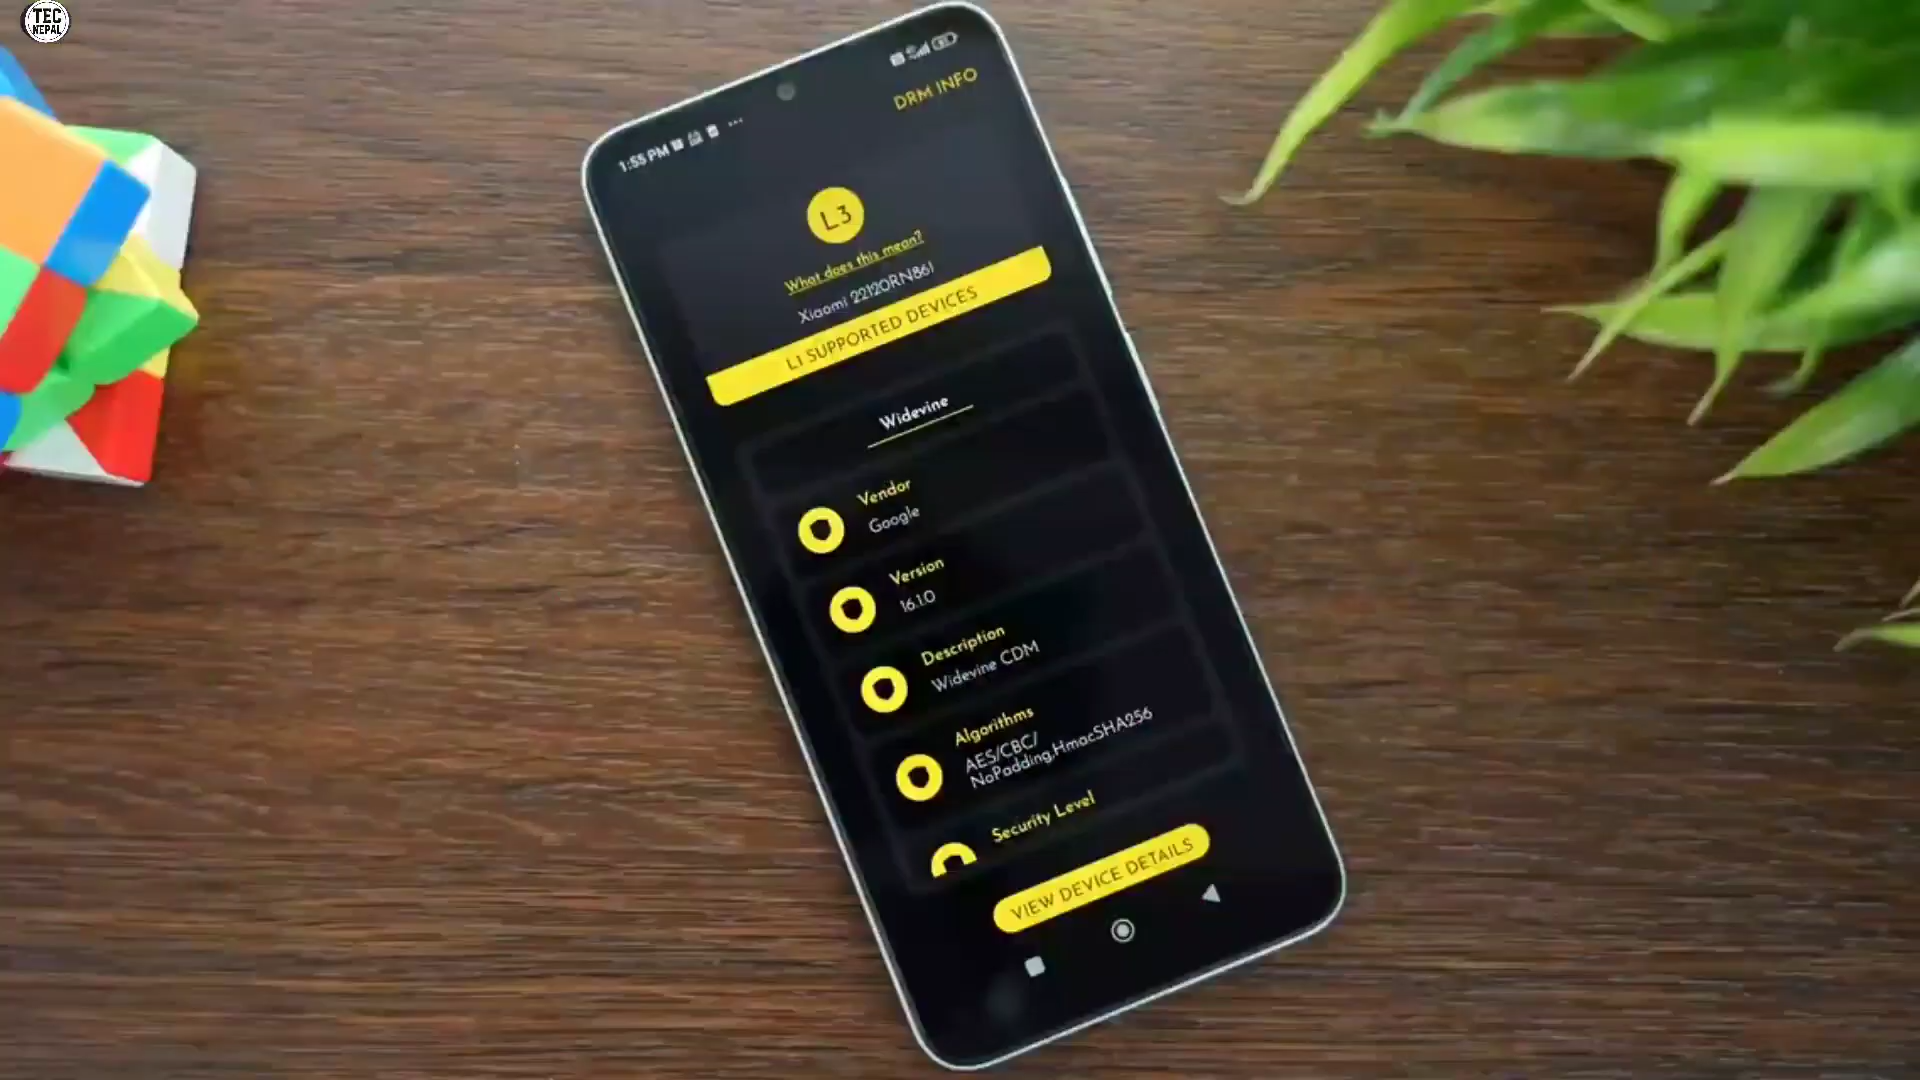 TEC
NEPAL
1:55 PM
DRM INFO
L3
What does this mean?
Xiaomi 22120RN86I
L1 SUPPORTED DEVICES
Widevine
Vendor
Google
Version
16.1.0
Description
Widevine CDM
Algorithms
AES/CBC/
NoPadding,HmacSHA256
Security Level
VIEW DEVICE DETAILS